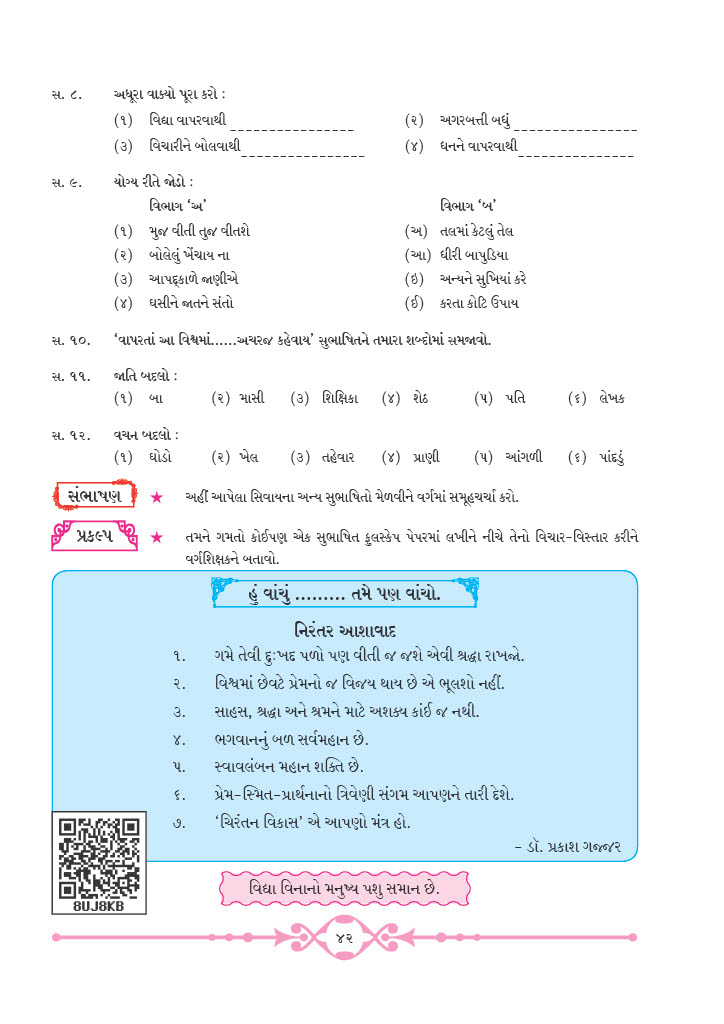 સ. ૮. અધૂરા વાક્યો પૂરા કરો :
(૧) વિદ્યા વાપરવાથી ________________ (૨) અગરબત્તી બધું ________________
(૩) વિચારીને બોલવાથી________________ (૪) ધનને વાપરવાથી_______________
સ. ૯. યોગ્ય રીતે જોડો :
વિભાગ ‘અ’ વિભાગ ‘બ’
(૧) મુજ વીતી તુજ વીતશે (અ) તલમાં કેટલું તેલ
(૨) બોલેલું ખેંચાય ના (આ) ધીરી બાપુડિયા
(૩) આપદ્કાળે જાણીએ (ઇ) અન્યને સુખિયાં કરે
(૪) ઘસીને જાતને સંતો (ઈ) કરતા કોટિ ઉપાય
સ. ૧૦. ‘વાપરતાં આ વિશ્વમાં......અચરજ કહેવાય’ સુભાષિતને તમારા શબ્દોમાં સમજાવો.
સ. ૧૧. જાતિ બદલો :
(૧) બા (૨) માસી (૩) શિક્ષિકા (૪) શેઠ (૫) પતિ (૬) લેખક
સ. ૧૨. વચન બદલો :
(૧) ઘોડો (૨) ખેલ (૩) તહેવાર (૪) પ્રાણી (૫) આંગળી (૬) પાંદડું
સંભાષણ ★ અહીં આપેલા સિવાયના અન્ય સુભાષિતો મેળવીને વર્ગમાં સમૂહચર્ચા કરો.
પ્રકલ્પ ★ તમને ગમતો કોઈપણ એક સુભાષિત ફુલસ્કેપ પેપરમાં લખીને નીચે તેનો વિચાર-વિસ્તાર કરીને
વર્ગશિક્ષકને બતાવો.
હું વાંચું ......... તમે પણ વાંચો.
નિરંતર આશાવાદ
૧. ગમે તેવી દુઃખદ પળો પણ વીતી જ જશે એવી શ્રદ્ધા રાખજો.
૨. વિશ્વમાં છેવટે પ્રેમનો જ વિજય થાય છે એ ભૂલશો નહીં.
૩. સાહસ, શ્રદ્ધા અને શ્રમને માટે અશક્ય કાંઈ જ નથી.
૪. ભગવાનનું બળ સર્વમહાન છે.
૫. સ્વાવલંબન મહાન શક્તિ છે.
૬. પ્રેમ-સ્મિત-પ્રાર્થનાનો ત્રિવેણી સંગમ આપણને તારી દેશે.
૭. ‘ચિરંતન વિકાસ’ એ આપણો મંત્ર હો.
- ડૉ. પ્રકાશ ગજ્જર
8UJ8KB
વિદ્યા વિનાનો મનુષ્ય પશુ સમાન છે.
૪૨